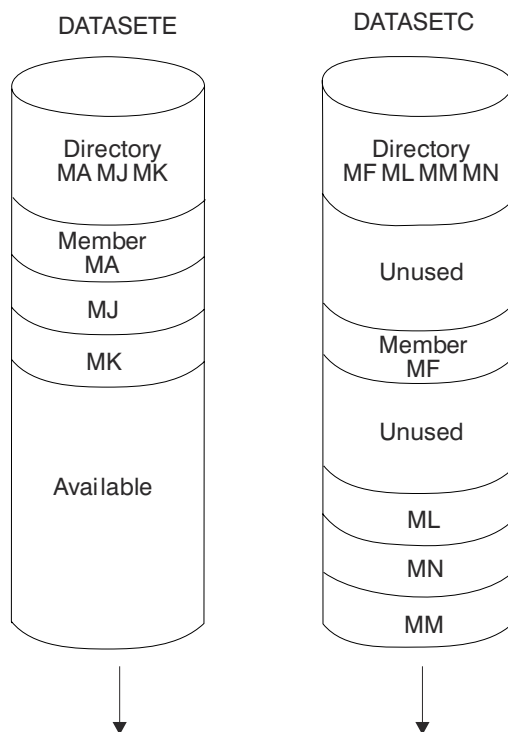 DATASETE
Directory
MA MJ MK
Member
MA
MJ
MK
Available
DATASETC
Directory
MF ML MM MN
Unused
Member
MF
Unused
ML
MN
MM